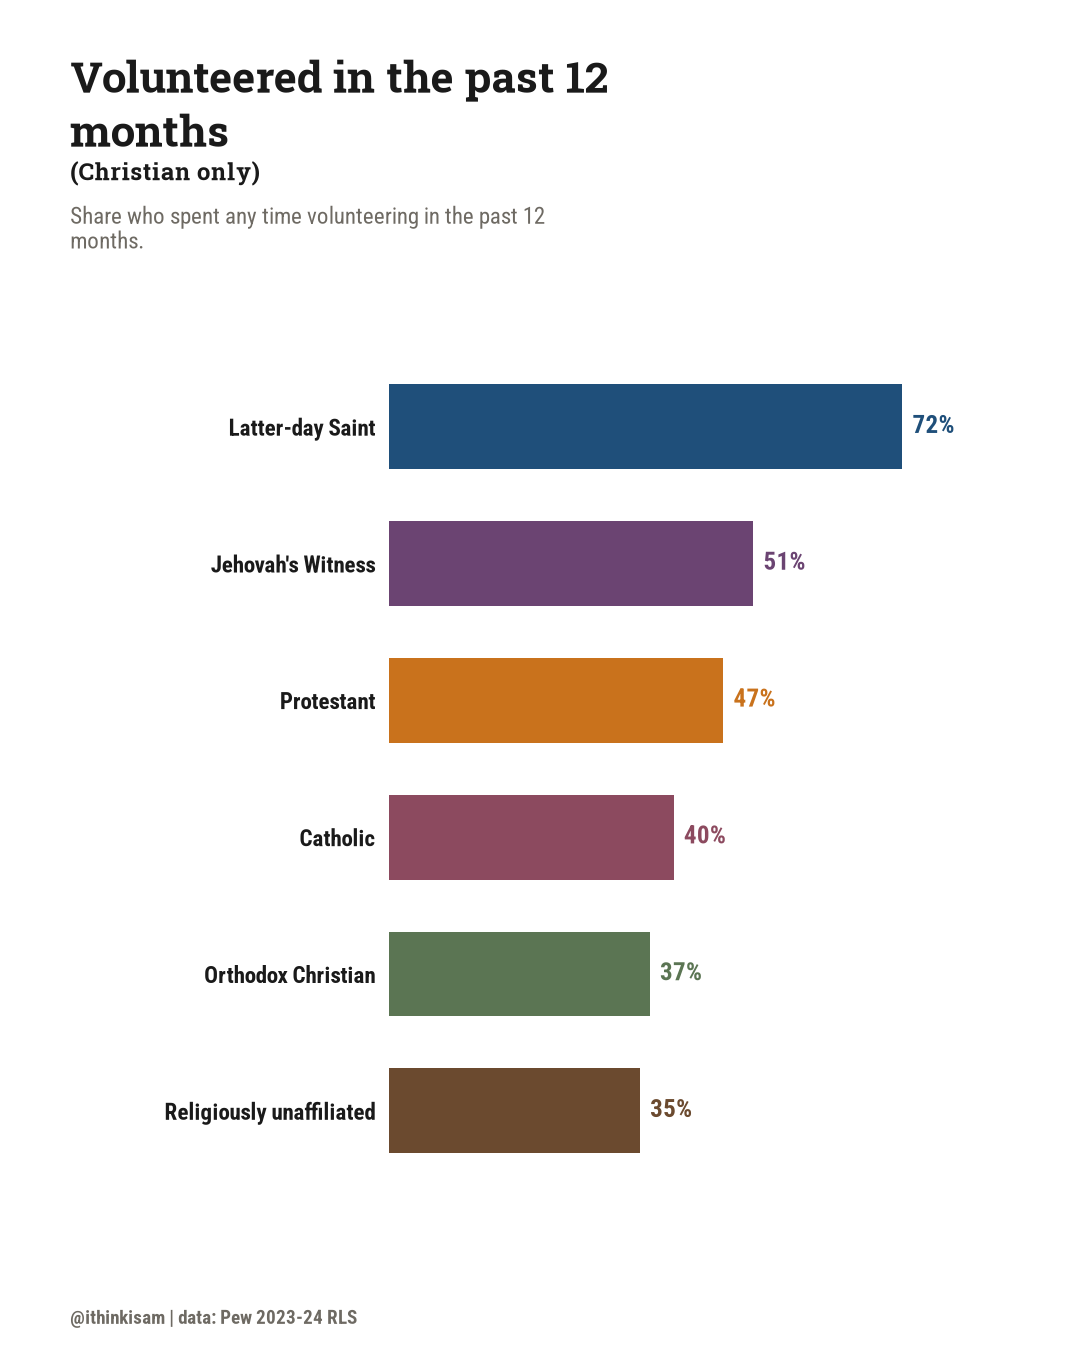 Volunteered in the past 12
months
(Christian only)
Share who spent any time volunteering in the past 12
months.
Latter-day Saint
72%
Jehovah's Witness
51%
Protestant
47%
Catholic
40%
Orthodox Christian
37%
Religiously unaffiliated
35%
@ithinkisam | data: Pew 2023-24 RLS